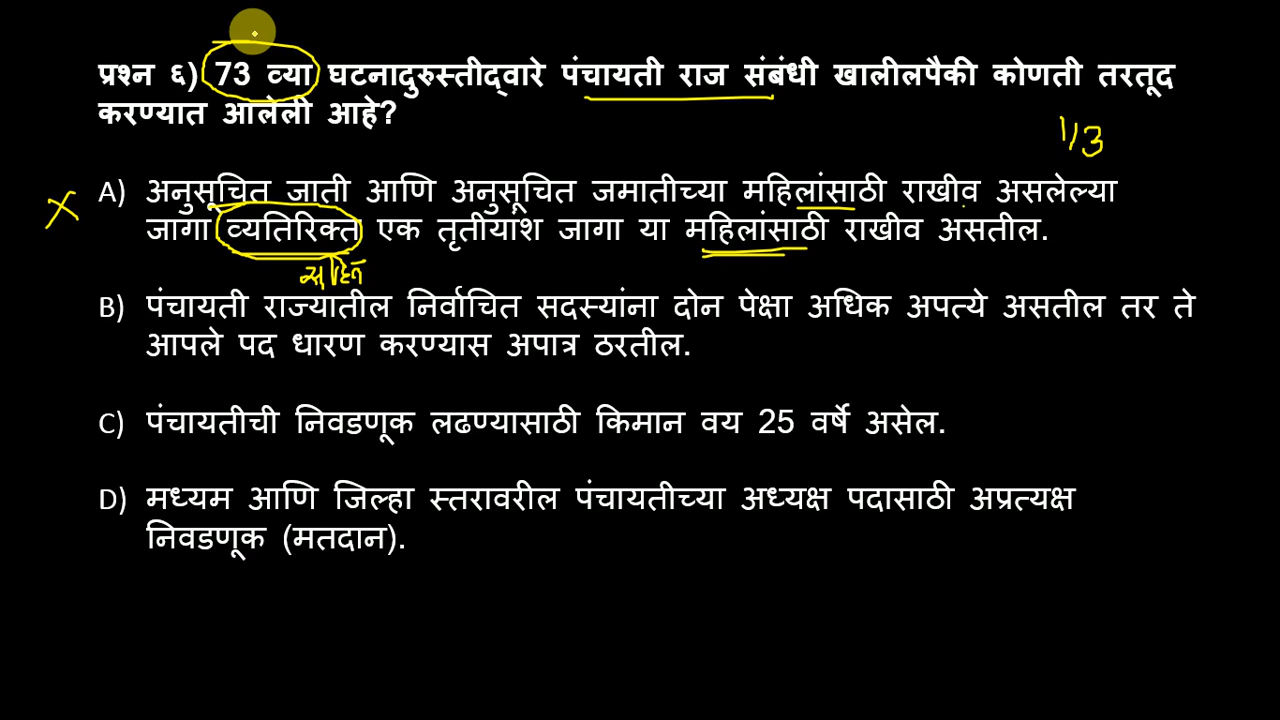 प्रश्न ६) 73 व्या घटनादुरुस्तीद्वारे पंचायती राज संबंधी खालीलपैकी कोणती तरतूद
करण्यात आलेली आहे?
1/3
x A) अनुसूचित जाती आणि अनुसूचित जमातीच्या महिलांसाठी राखीव असलेल्या
जागा व्यतिरिक्त एक तृतीयांश जागा या महिलांसाठी राखीव असतील.
सहित
B) पंचायती राज्यातील निर्वाचित सदस्यांना दोन पेक्षा अधिक अपत्ये असतील तर ते
आपले पद धारण करण्यास अपात्र ठरतील.
C) पंचायतीची निवडणूक लढण्यासाठी किमान वय 25 वर्षे असेल.
D) मध्यम आणि जिल्हा स्तरावरील पंचायतीच्या अध्यक्ष पदासाठी अप्रत्यक्ष
निवडणूक (मतदान).